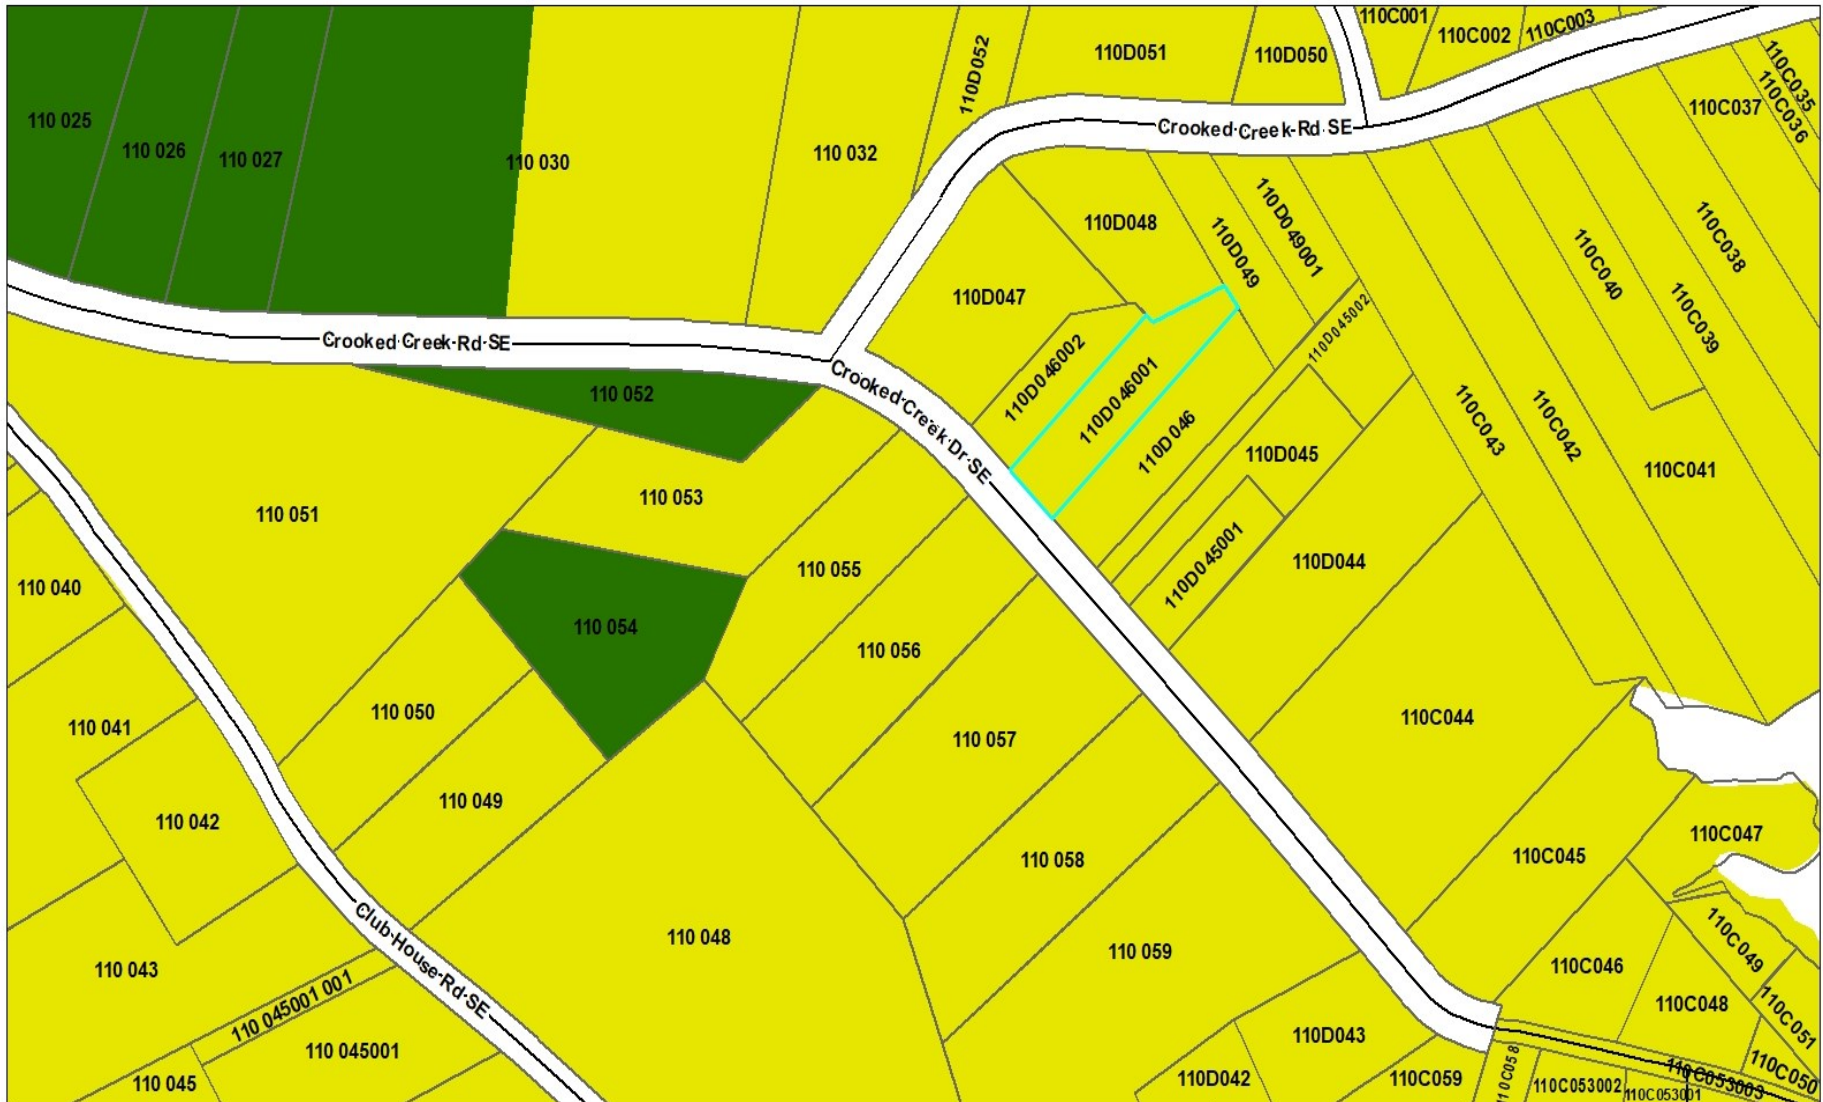 110C001
110C002
110C003
110D052
110D051
110D050
110C035
110C036
110C037
110 025
110 026
110 027
110 030
110 032
Crooked Creek Rd SE
110D048
110D049
110D049001
110C040
110C038
110C039
110D047
110D045002
Crooked Creek Rd SE
110 052
Crooked Creek Dr SE
110D046002
110D046001
110D046
110D045
110C043
110C042
110C041
110 051
110 053
110 055
110D045001
110D044
110 040
110 054
110 056
110 041
110 050
110 057
110C044
110 042
110 049
110 058
110C045
110C047
110 043
Club House Rd SE
110 048
110 059
110C046
110C049
110C048
110C051
110 045001 001
110 045001
110 045
110D043
110D042
110C059
110C058
110C053002
110C053001
110C053003
110C050